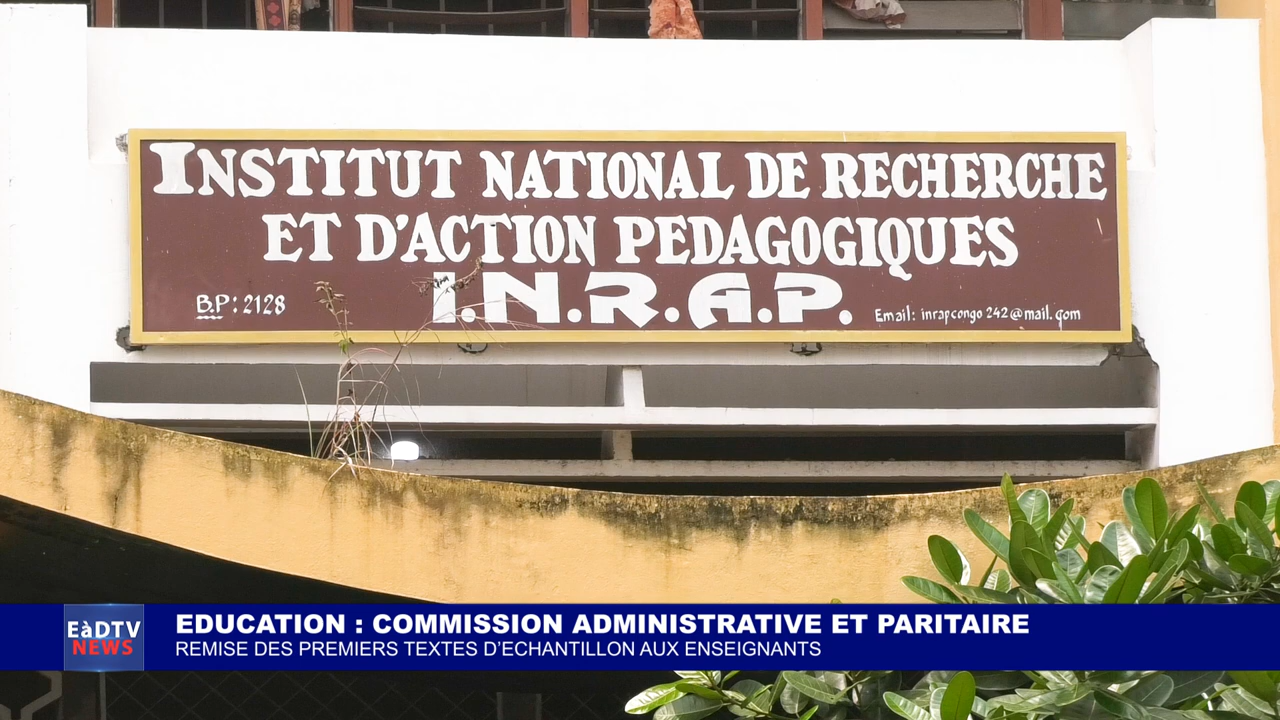 INSTITUT NATIONAL DE RECHERCHE
ET D'ACTION PEDAGOGIQUES
I.N.R.A.P.
B.P: 2128
Email: inrapcongo 242@mail.com
EàDTV
NEWS
EDUCATION : COMMISSION ADMINISTRATIVE ET PARITAIRE
REMISE DES PREMIERS TEXTES D'ECHANTILLON AUX ENSEIGNANTS